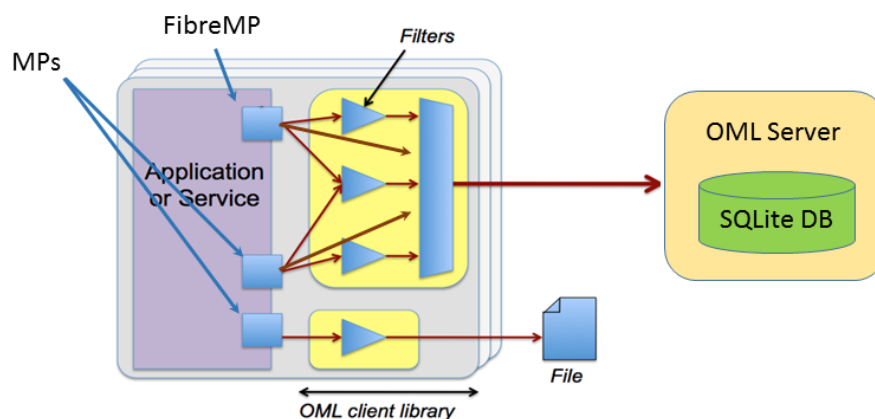 FibreMP
MPs
Filters
Application
or Service
OML Server
SQLite DB
File
OML client library